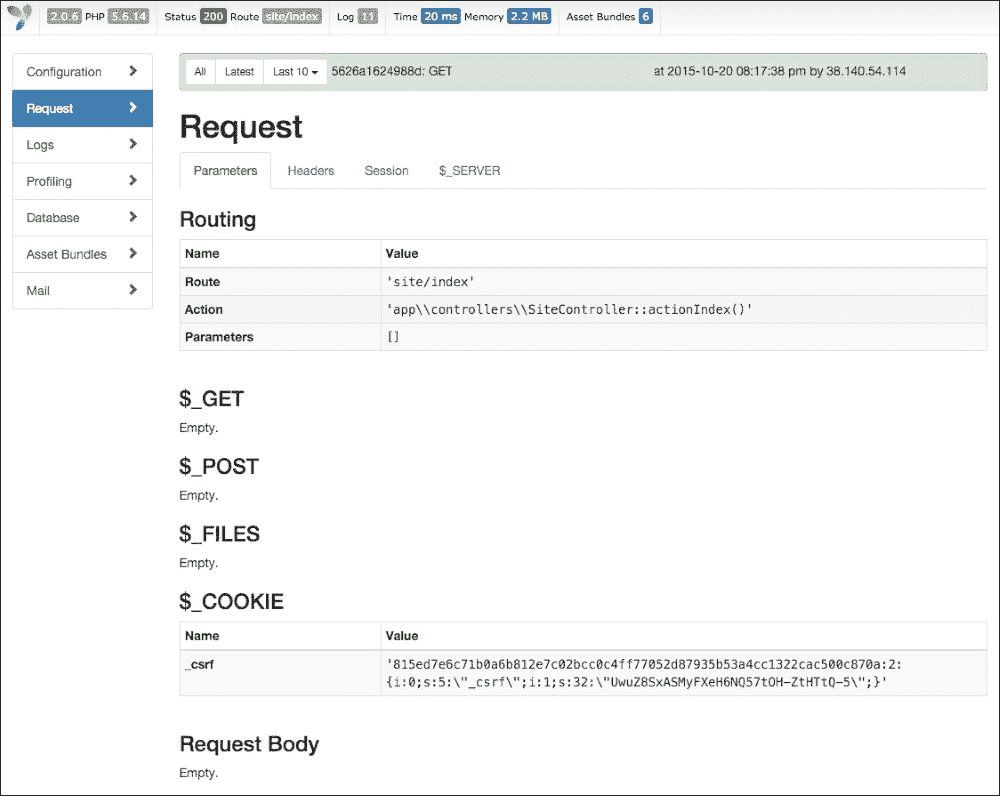 2.0.6 PHP 5.6.14 Status 200 Route site/index Log 11 Time 20 ms Memory 2.2 MB Asset Bundles 6
Configuration
Request
Logs
Profiling
Database
Asset Bundles
Mail
All Latest Last 10 5626a1624988d: GET at 2015-10-20 08:17:38 pm by 38.140.54.114
Request
Parameters Headers Session $_SERVER
Routing
Name Value
Route 'site/index'
Action 'app\\controllers\\SiteController::actionIndex()'
Parameters []
$_GET
Empty.
$_POST
Empty.
$_FILES
Empty.
$_COOKIE
Name Value
_csrf '815ed7e6c71b0a6b812e7c02bcc0c4ff77052d87935b53a4cc1322cac500c870a:2:
{i:0;s:5:\"_csrf\";i:1;s:32:\"UwuZ8SxASMyFXeH6NQ57tOH-ZtHTtQ-5\";}'
Request Body
Empty.